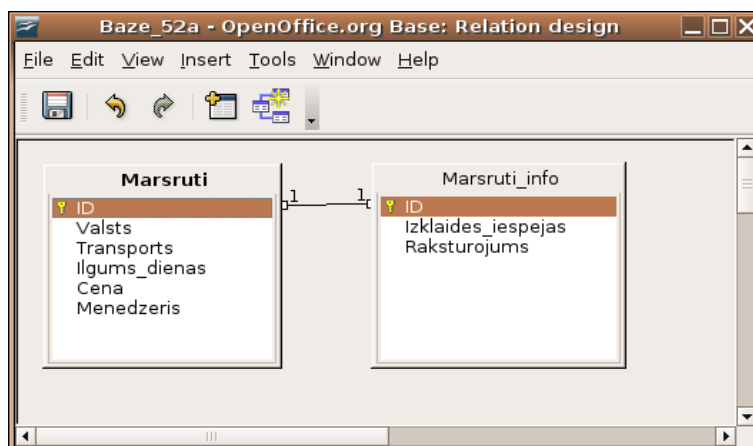 Baze_52a - OpenOffice.org Base: Relation design
File Edit View Insert Tools Window Help
Marsruti
ID
Valsts
Transports
Ilgums_dienas
Cena
Menedzeris
1 1
Marsruti_info
ID
Izklaides_iespejas
Raksturojums